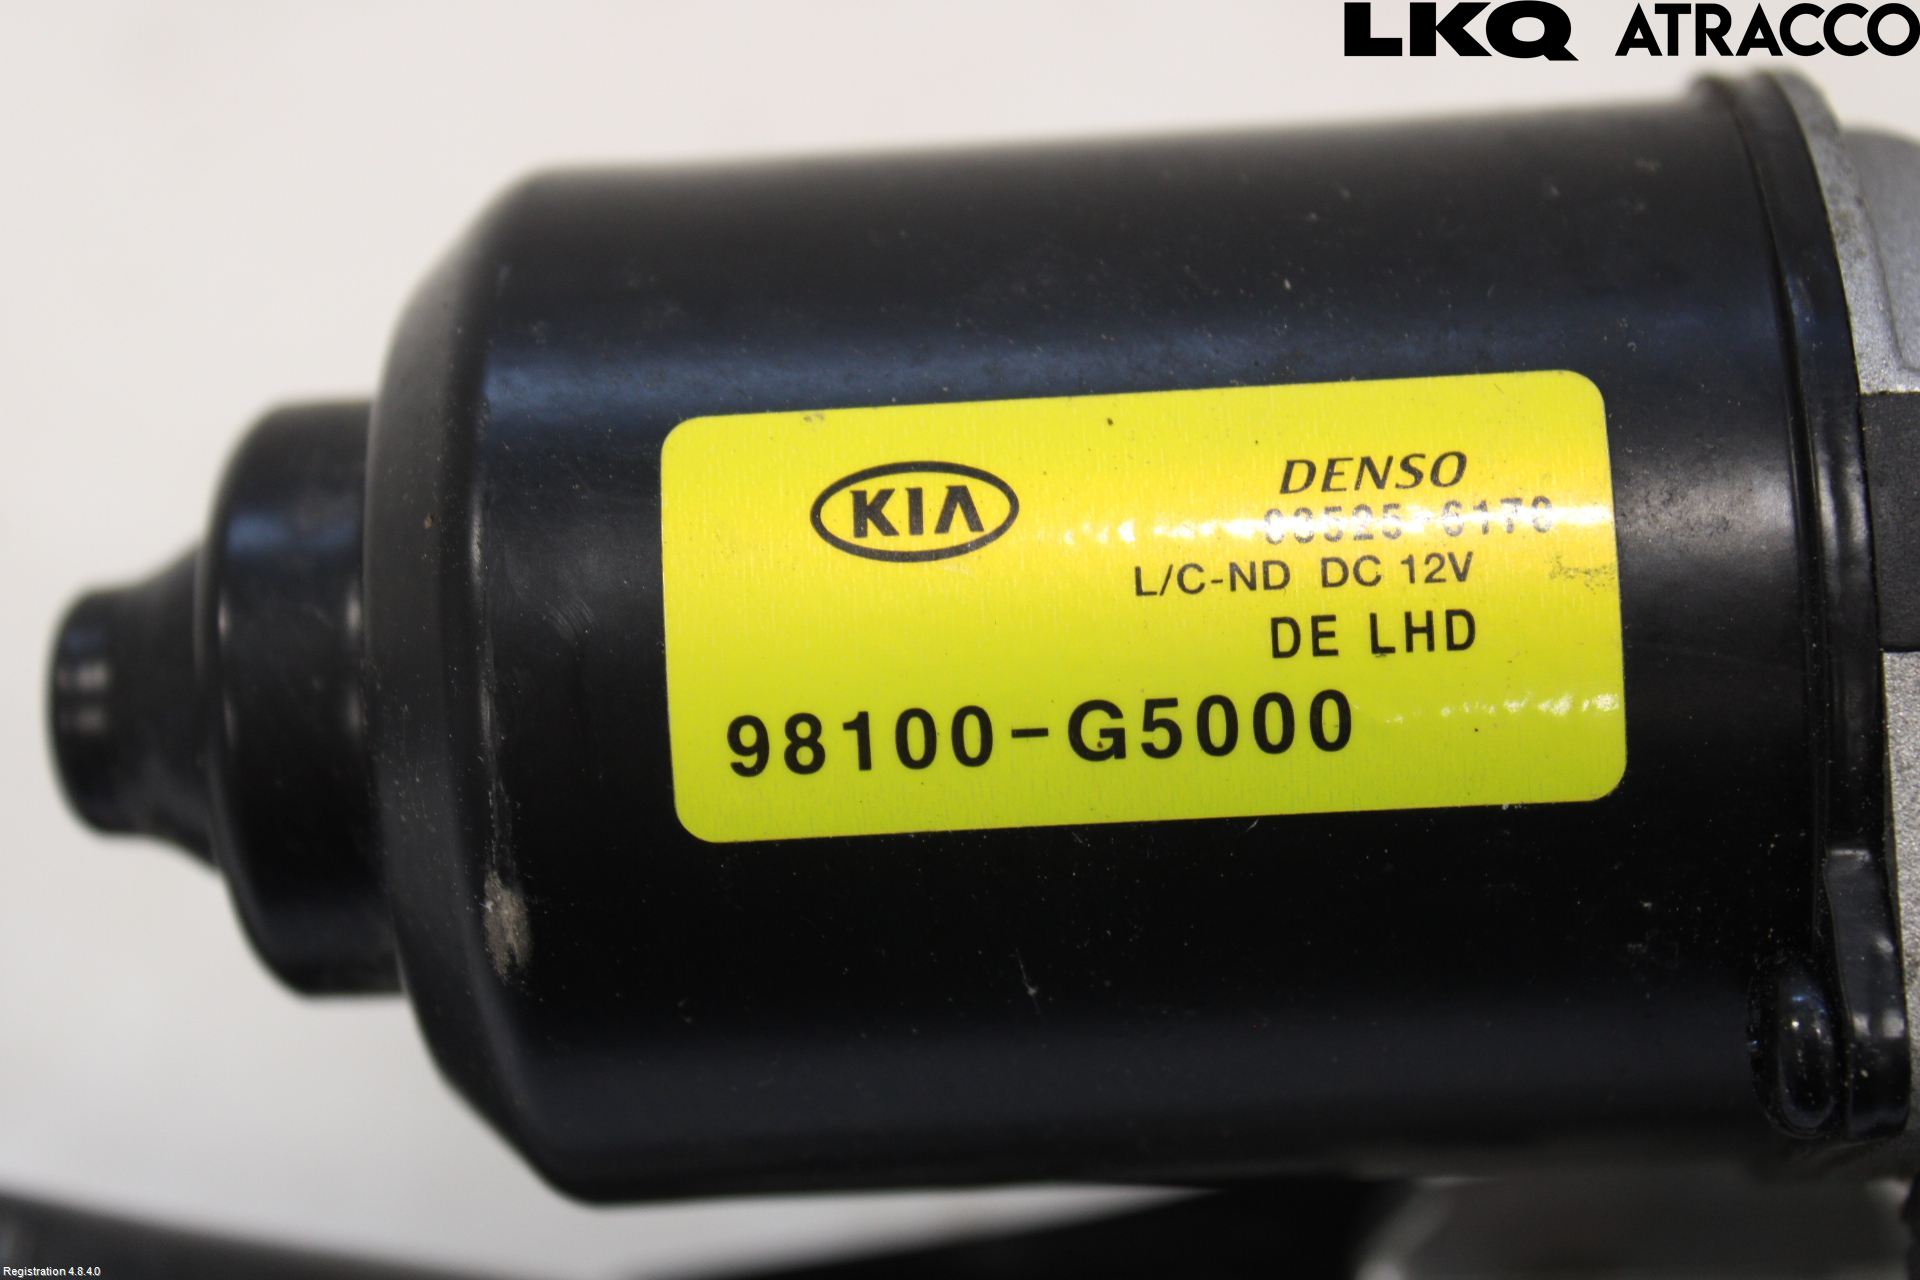 LKQ ATRACCO
KIA
DENSO
L/C-ND DC 12V
DE LHD
98100-G5000
Registration 4.8.4.0